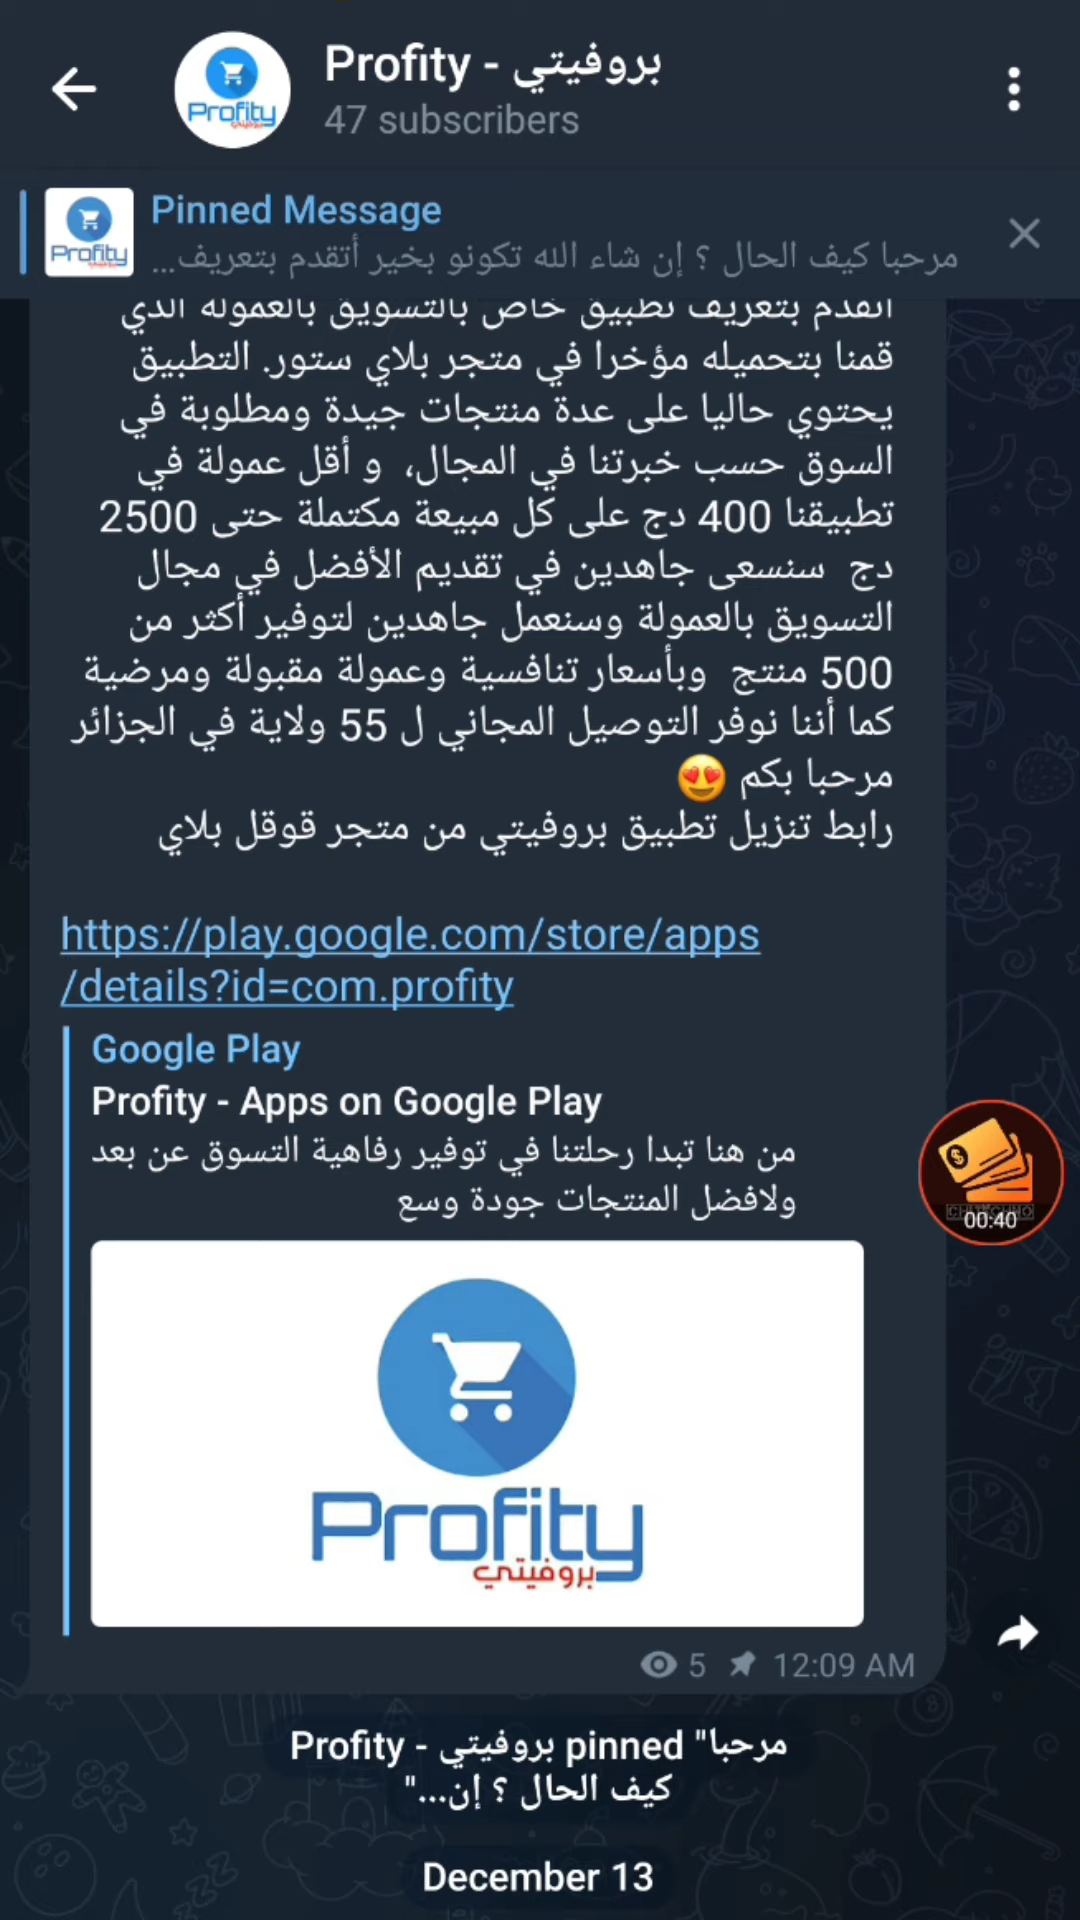 Profity - بروفيتي
47 subscribers
Pinned Message
مرحبا كيف الحال ؟ إن شاء الله تكونو بخير أتقدم بتعريف...
اتقدم بتعريف تطبيق خاص بالتسويق بالعمولة الذي
قمنا بتحميله مؤخرا في متجر بلاي ستور. التطبيق
يحتوي حاليا على عدة منتجات جيدة ومطلوبة في
السوق حسب خبرتنا في المجال، و أقل عمولة في
تطبيقنا 400 دج على كل مبيعة مكتملة حتى 2500
دج سنسعى جاهدين في تقديم الأفضل في مجال
التسويق بالعمولة وسنعمل جاهدين لتوفير أكثر من
500 منتج وبأسعار تنافسية وعمولة مقبولة ومرضية
كما أننا نوفر التوصيل المجاني ل 55 ولاية في الجزائر
مرحبا بكم 😍
رابط تنزيل تطبيق بروفيتي من متجر قوقل بلاي
https://play.google.com/store/apps
/details?id=com.profity
Google Play
Profity - Apps on Google Play
من هنا تبدا رحلتنا في توفير رفاهية التسوق عن بعد
ولافضل المنتجات جودة وسع
00:40
Profity
بروفيتي
5 12:09 AM
Profity - بروفيتي pinned "مرحبا
كيف الحال ؟ إن..."
December 13